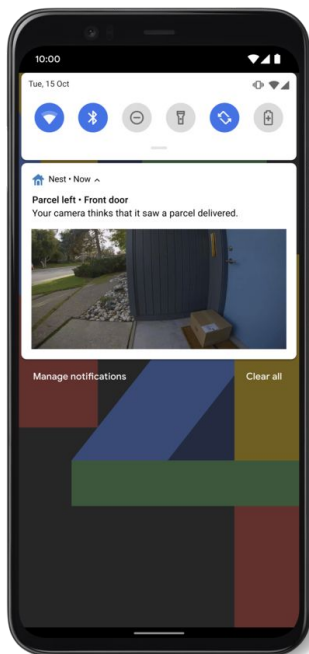 10:00
Tue, 15 Oct
Nest • Now
Parcel left • Front door
Your camera thinks that it saw a parcel delivered.
Manage notifications Clear all